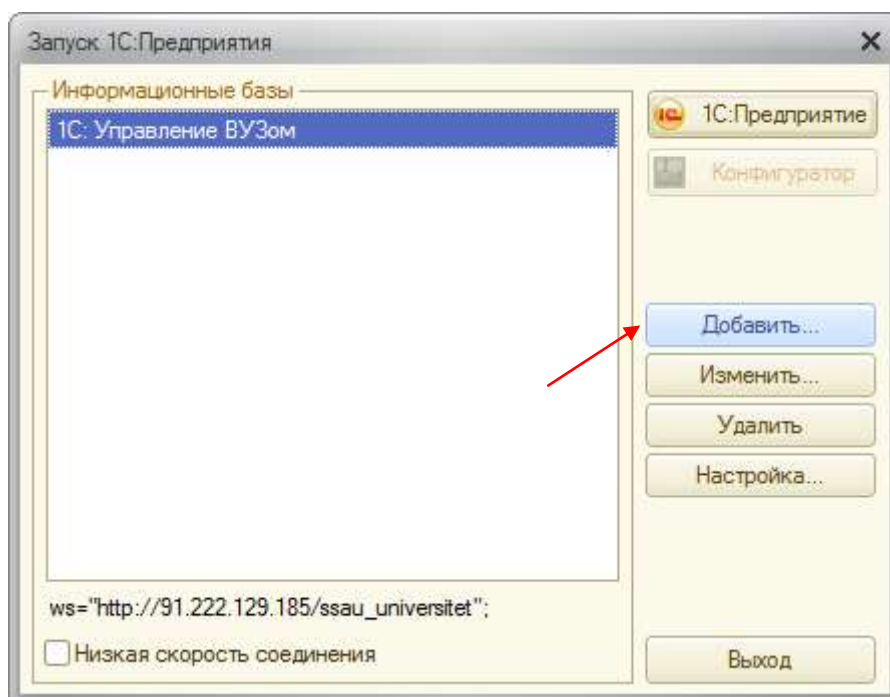 Запуск 1С:Предприятия
Информационные базы
1С: Управление ВУЗом
1С:Предприятие
Конфигуратор
Добавить...
Изменить...
Удалить
Настройка...
ws="http://91.222.129.185/ssau_universitet";
Низкая скорость соединения
Выход